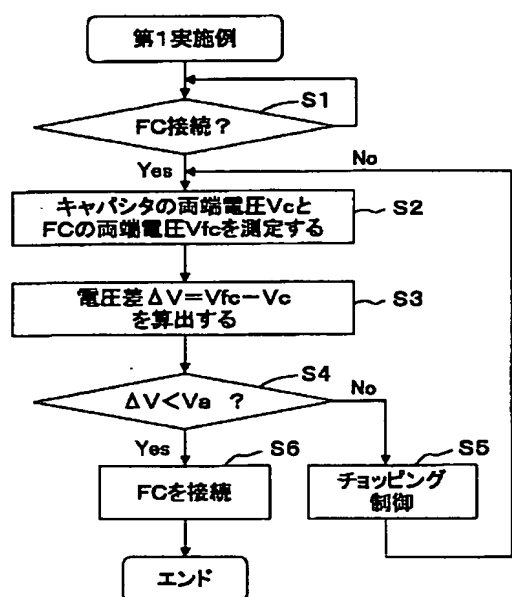 第1実施例
S1
FC接続?
Yes
No
キャパシタの両端電圧Vcと
FCの両端電圧Vfcを測定する
S2
電圧差ΔV=Vfc-Vc
を算出する
S3
S4
ΔV<Va ?
No
Yes
S6
FCを接続
S5
チョッピング
制御
エンド